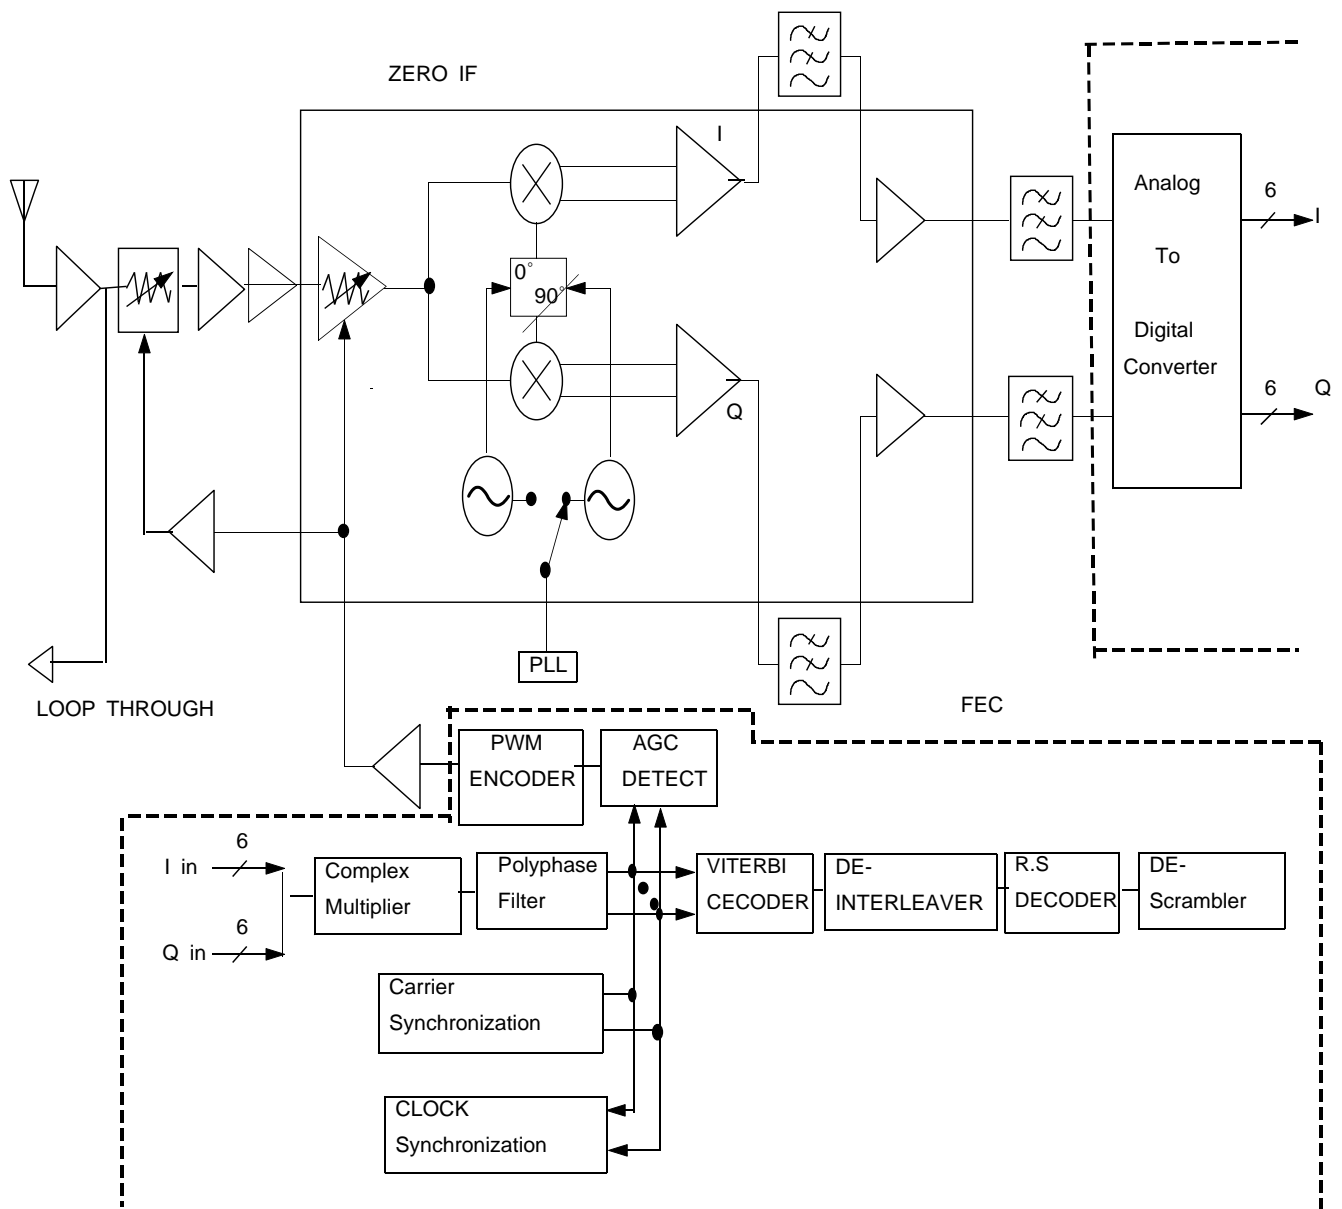 ZERO IF
I
Analog
To
Digital
Converter
6
I
6
Q
0°
90°
Q
PLL
LOOP THROUGH
FEC
PWM
ENCODER
AGC
DETECT
6
I in
6
Q in
Complex
Multiplier
Polyphase
Filter
VITERBI
CECODER
DE-
INTERLEAVER
R.S
DECODER
DE-
Scrambler
Carrier
Synchronization
CLOCK
Synchronization